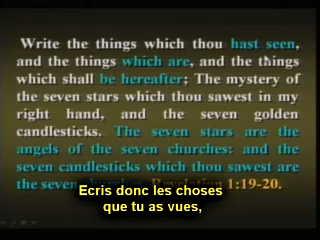 Write the things which thou hast seen,
and the things which are, and the things
which shall be hereafter; The mystery of
the seven stars which thou sawest in my
right hand, and the seven golden
candlesticks. The seven stars are the
angels of the seven churches: and the
seven candlesticks which thou sawest are
the seven Revelation 1:19-20.
Ecris donc les choses
que tu as vues,